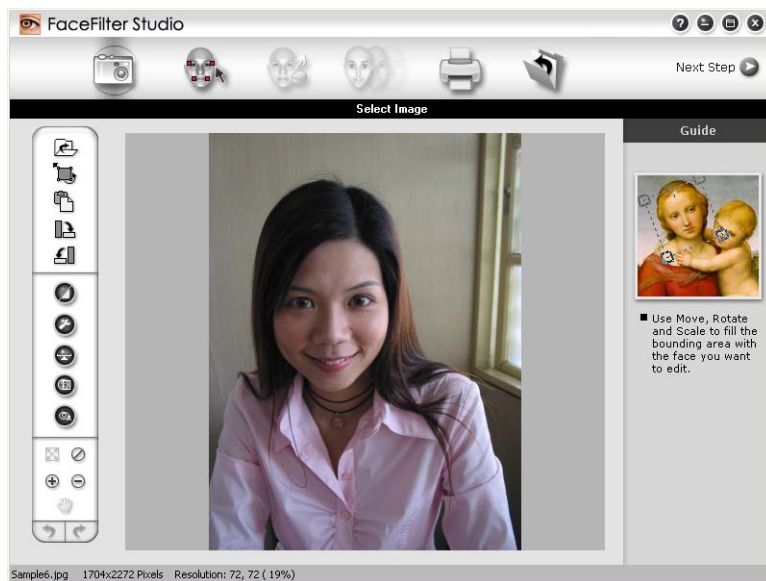 FaceFilter Studio
Next Step
Select Image
Guide
Use Move, Rotate
and Scale to fill the
bounding area with
the face you want
to edit.
Sample6.jpg 1704x2272 Pixels Resolution: 72, 72 ( 19%)